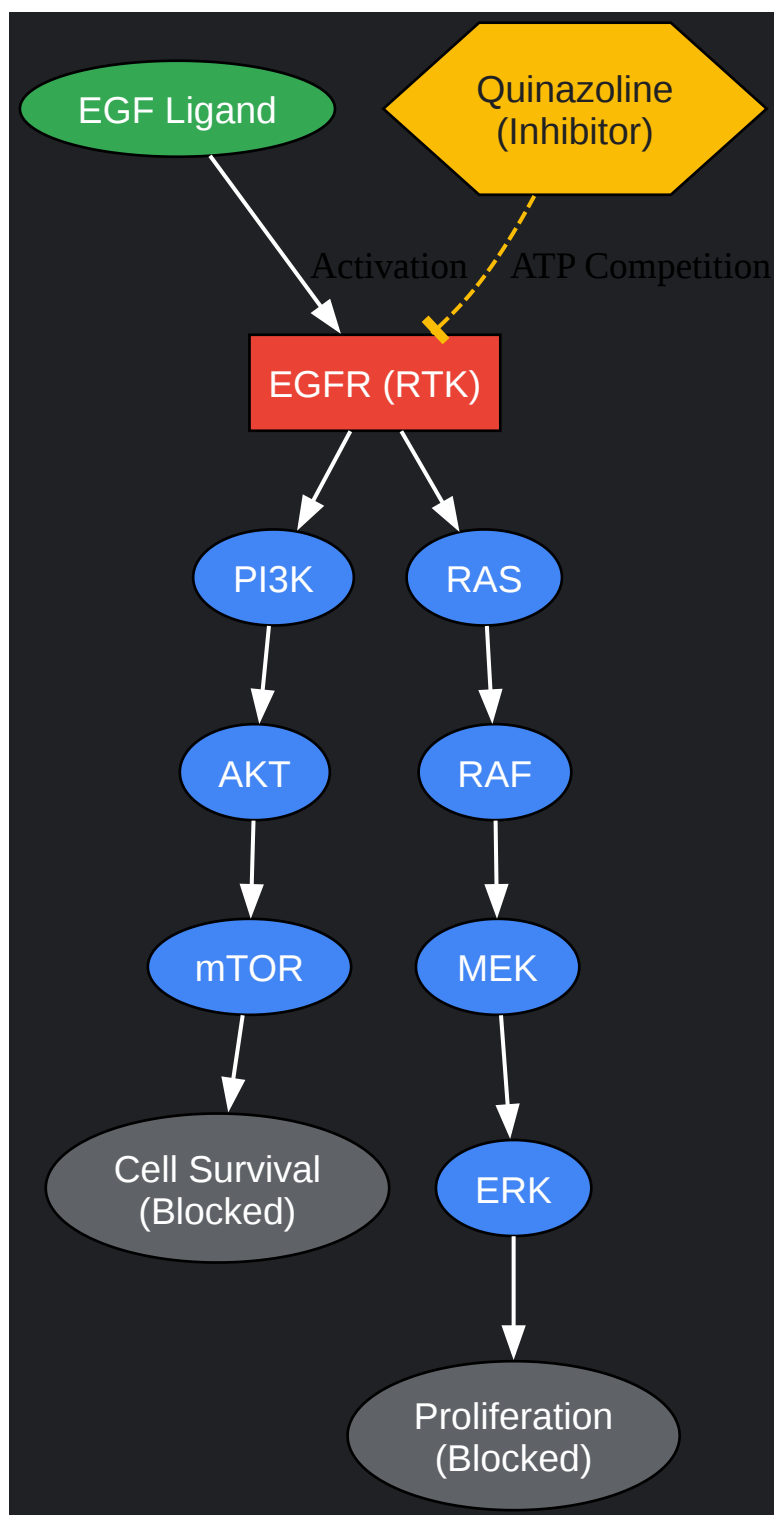 EGF Ligand
Quinazoline
(Inhibitor)
Activation
ATP Competition
EGFR (RTK)
PI3K
RAS
AKT
RAF
mTOR
MEK
Cell Survival
(Blocked)
ERK
Proliferation
(Blocked)